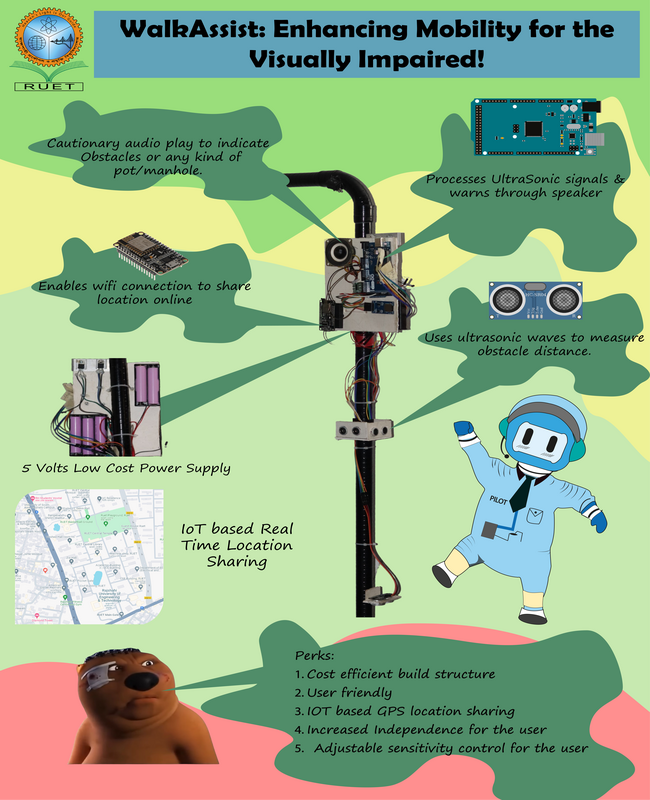 WalkAssist: Enhancing Mobility for the
Visually Impaired!
RUET
Cautionary audio play to indicate
Obstacles or any kind of
pot/manhole.
Processes UltraSonic signals &
warns through speaker
Enables wifi connection to share
location online
Uses ultrasonic waves to measure
obstacle distance.
5 Volts Low Cost Power Supply
IoT based Real
Time Location
Sharing
PILOT
Perks:
1. Cost efficient build structure
2. User friendly
3. IOT based GPS location sharing
4. Increased Independence for the user
5. Adjustable sensitivity control for the user